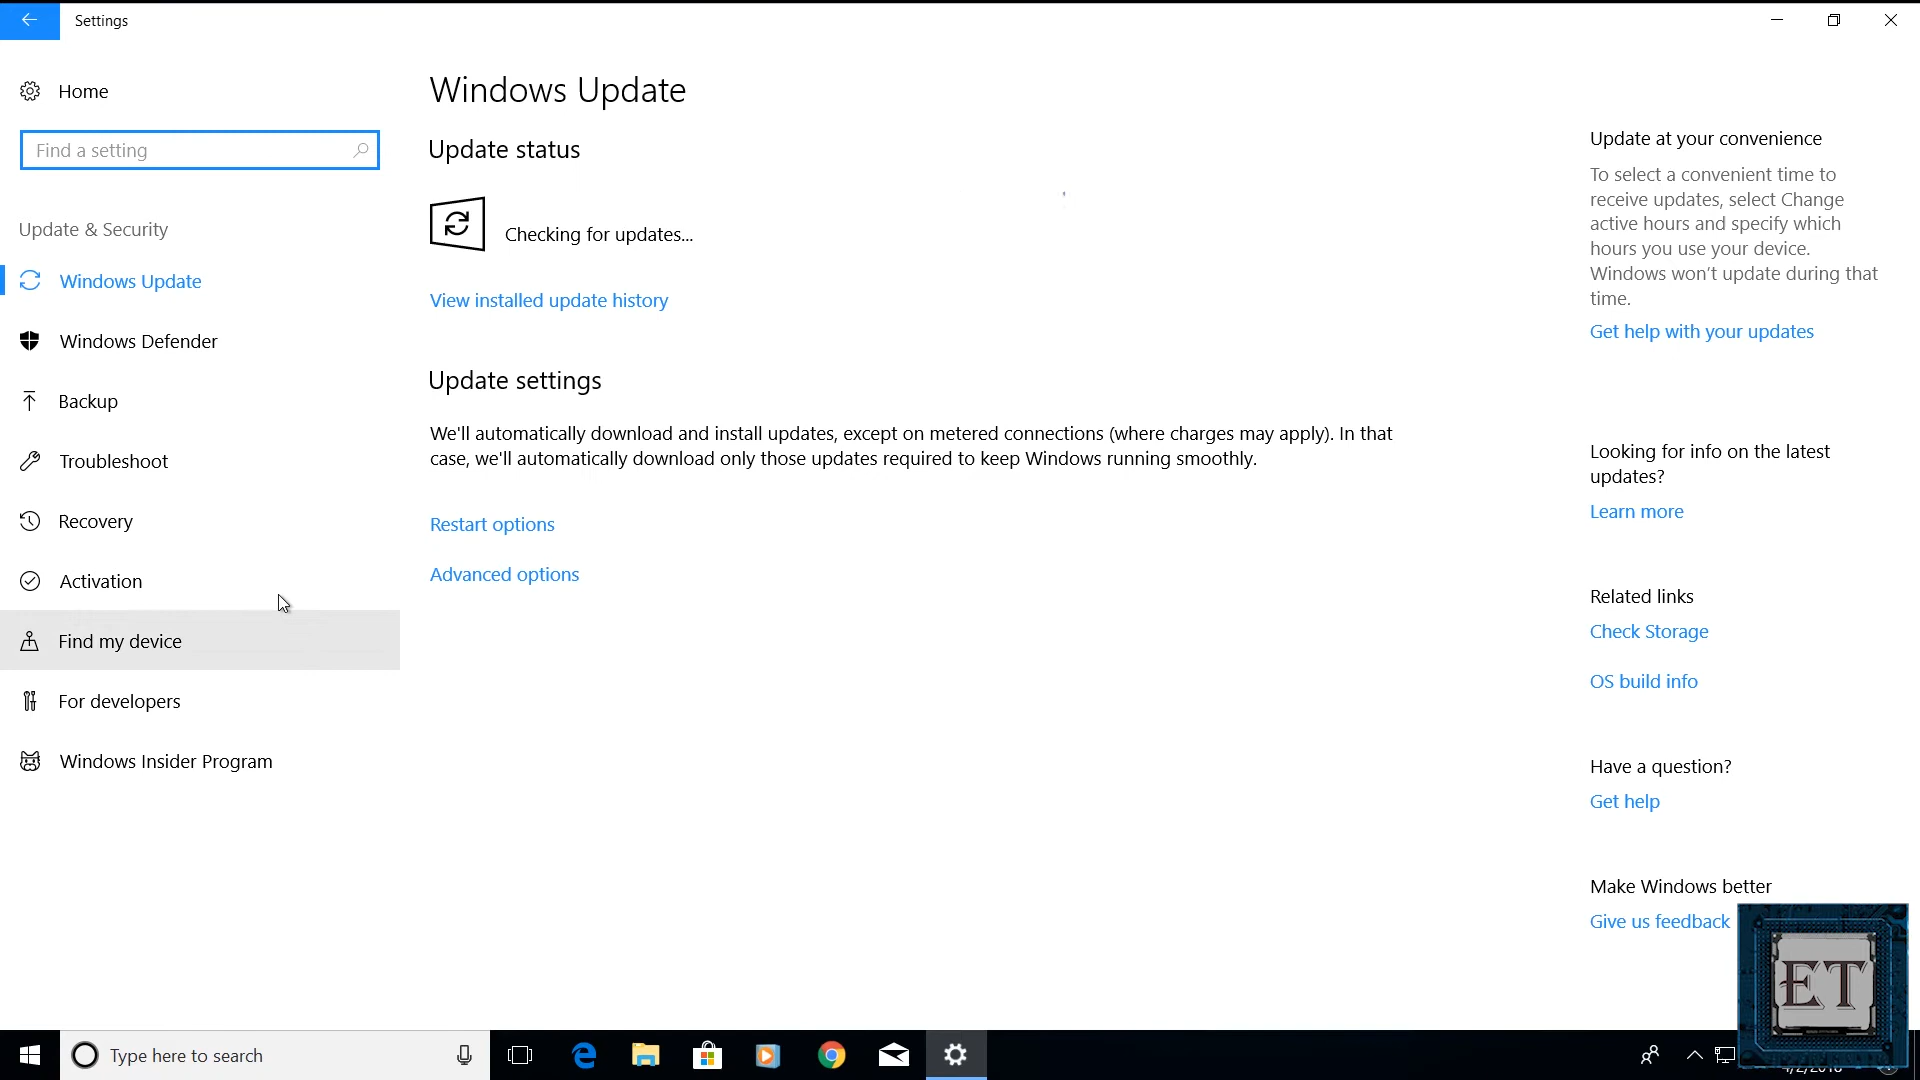 Settings
Home
Find a setting
Update & Security
Windows Update
Windows Defender
Backup
Troubleshoot
Recovery
Activation
Find my device
For developers
Windows Insider Program
Windows Update
Update status
Checking for updates...
View installed update history
Update settings
We'll automatically download and install updates, except on metered connections (where charges may apply). In that
case, we'll automatically download only those updates required to keep Windows running smoothly.
Restart options
Advanced options
Update at your convenience
To select a convenient time to
receive updates, select Change
active hours and specify which
hours you use your device.
Windows won't update during that
time.
Get help with your updates
Looking for info on the latest
updates?
Learn more
Related links
Check Storage
OS build info
Have a question?
Get help
Make Windows better
Give us feedback
ET
Type here to search